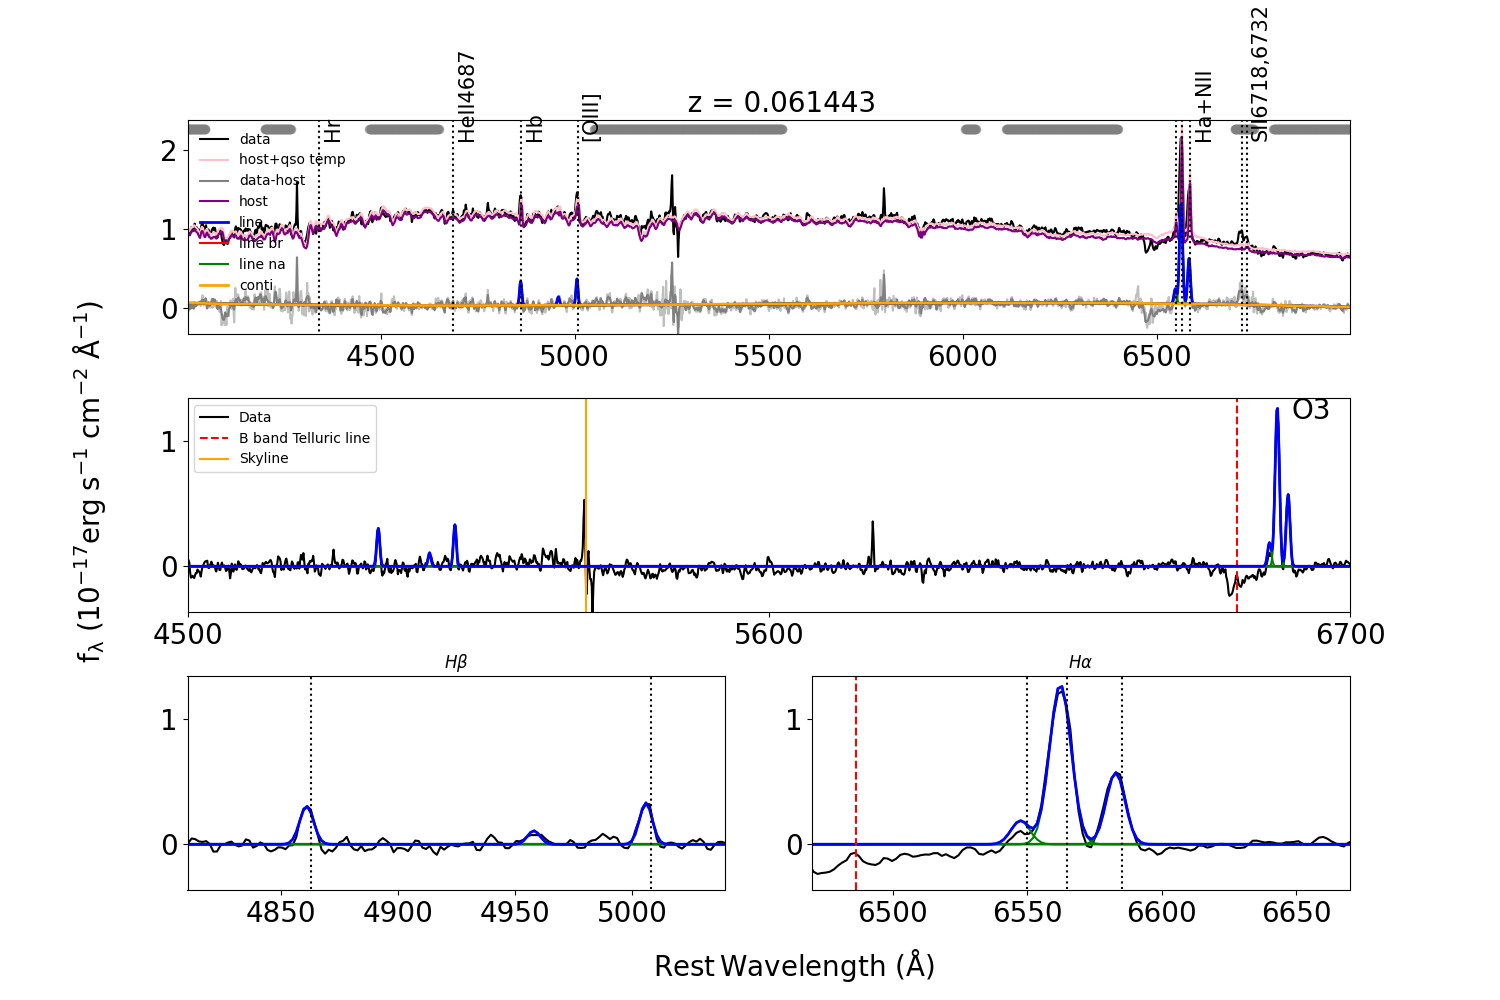 z = 0.061443
Hr
HeII4687
Hb
[OIII]
Ha+NII
SII6718,6732
data
host+qso temp
data-host
host
line
line br
line na
conti
2
1
0
4500 5000 5500 6000 6500
Data
B band Telluric line
Skyline
O3
1
0
4500 5600 6700
fλ (10⁻¹⁷erg s⁻¹ cm⁻² Å⁻¹)
Hβ
1
0
4850 4900 4950 5000
Hα
1
0
6500 6550 6600 6650
Rest Wavelength (Å)